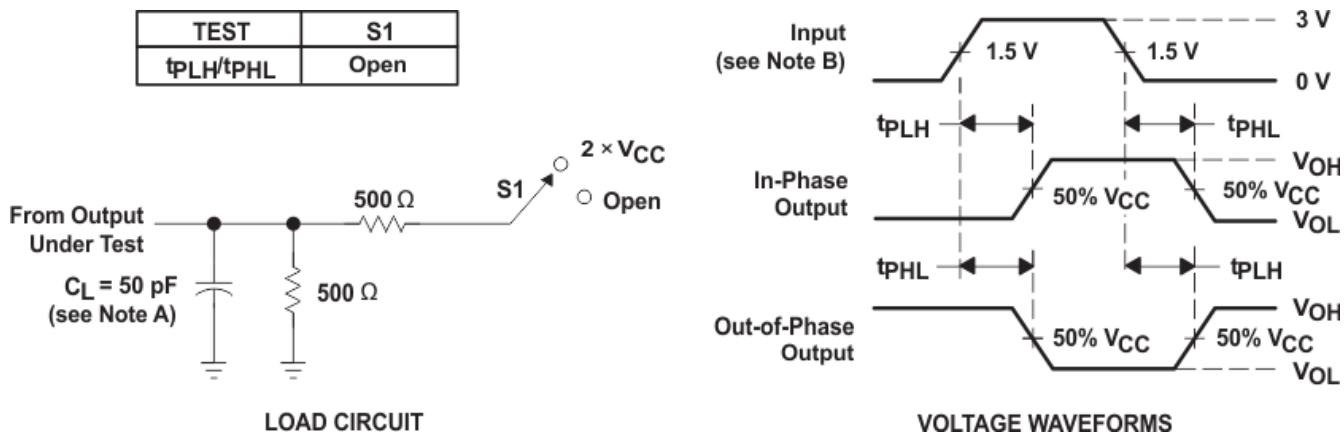 TEST S1
tPLH/tPHL Open
2 × VCC
S1
Open
500 Ω
From Output
Under Test
CL = 50 pF
(see Note A)
500 Ω
LOAD CIRCUIT
Input
(see Note B)
3 V
1.5 V 1.5 V
0 V
tPLH tPHL
VOH
In-Phase
Output
50% VCC 50% VCC
VOL
tPHL tPLH
VOH
Out-of-Phase
Output
50% VCC 50% VCC
VOL
VOLTAGE WAVEFORMS